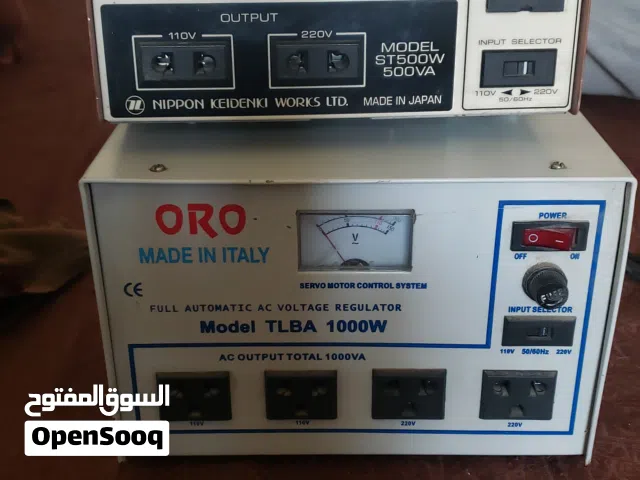 OUTPUT
110V 220V
MODEL
ST500W
500VA
INPUT SELECTOR
110V ◄ ► 220V
50/60Hz
NIPPON KEIDENKI WORKS LTD. MADE IN JAPAN
ORO
MADE IN ITALY
V
SERVO MOTOR CONTROL SYSTEM
POWER
OFF ON
FUSE
CE
FULL AUTOMATIC AC VOLTAGE REGULATOR
Model TLBA 1000W
INPUT SELECTOR
110V 50/60Hz 220V
AC OUTPUT TOTAL 1000VA
110V 110V 220V 220V
السوق المفتوح
OpenSooq